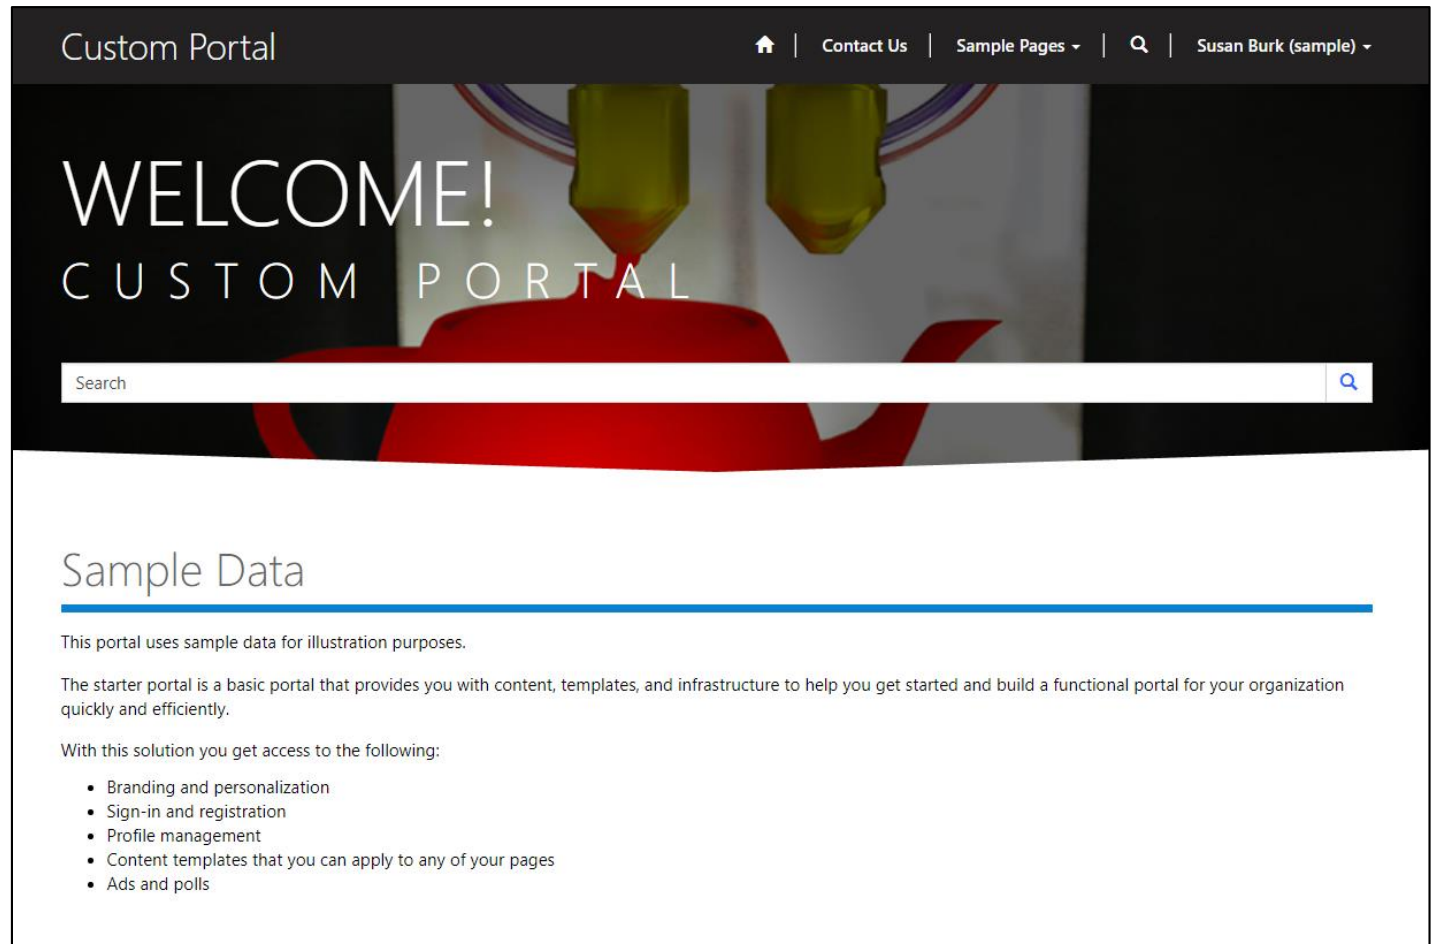 Custom Portal
Contact Us
Sample Pages
Susan Burk (sample)
WELCOME!
CUSTOM PORTAL
Search
Sample Data
This portal uses sample data for illustration purposes.
The starter portal is a basic portal that provides you with content, templates, and infrastructure to help you get started and build a functional portal for your organization
quickly and efficiently.
With this solution you get access to the following:
• Branding and personalization
• Sign-in and registration
• Profile management
• Content templates that you can apply to any of your pages
• Ads and polls